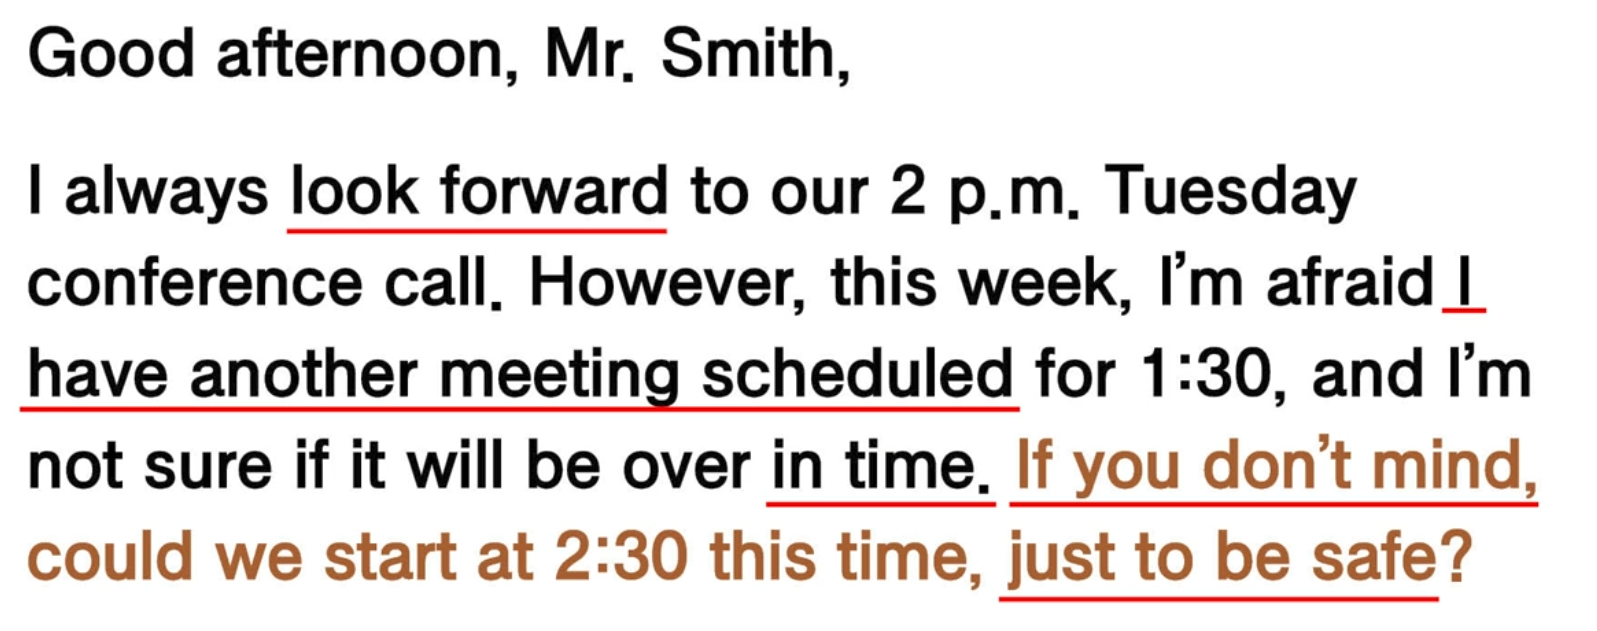 Good afternoon, Mr. Smith,
I always look forward to our 2 p.m. Tuesday
conference call. However, this week, I’m afraid I
have another meeting scheduled for 1:30, and I’m
not sure if it will be over in time. If you don’t mind,
could we start at 2:30 this time, just to be safe?